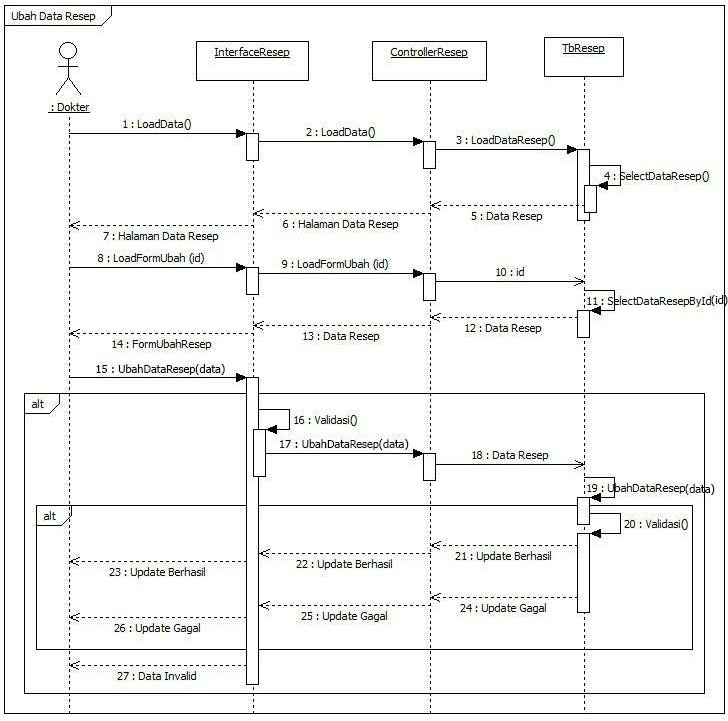 Ubah Data Resep
InterfaceResep
ControllerResep
TbResep
: Dokter
1 : LoadData()
2 : LoadData()
3 : LoadDataResep()
4 : SelectDataResep()
5 : Data Resep
6 : Halaman Data Resep
7 : Halaman Data Resep
8 : LoadFormUbah (id)
9 : LoadFormUbah (id)
10 : id
11 : SelectDataResepById(id)
12 : Data Resep
13 : Data Resep
14 : FormUbahResep
15 : UbahDataResep(data)
alt
16 : Validasi()
17 : UbahDataResep(data)
18 : Data Resep
19 : UbahDataResep(data)
alt
20 : Validasi()
21 : Update Berhasil
22 : Update Berhasil
23 : Update Berhasil
24 : Update Gagal
25 : Update Gagal
26 : Update Gagal
27 : Data Invalid